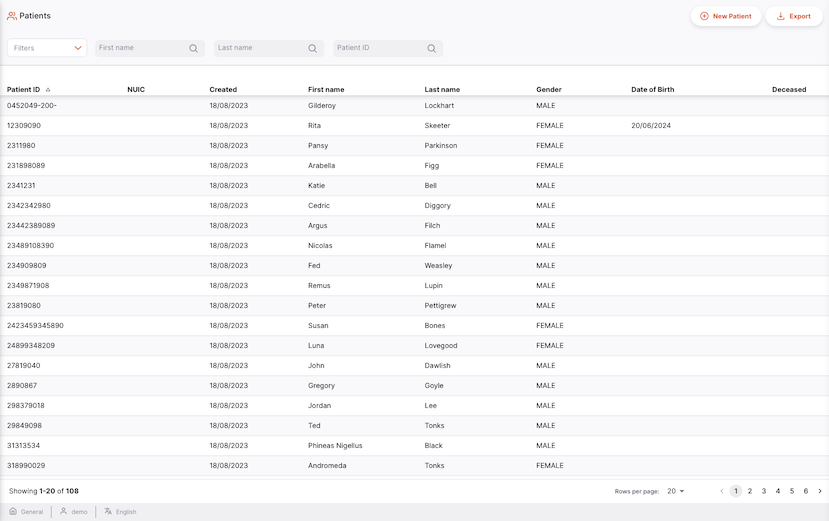 Patients New Patient Export
Filters First name Last name Patient ID
Patient ID NUIC Created First name Last name Gender Date of Birth Deceased
0452049-200- 18/08/2023 Gilderoy Lockhart MALE
12309090 18/08/2023 Rita Skeeter FEMALE 20/06/2024
2311980 18/08/2023 Pansy Parkinson FEMALE
231898089 18/08/2023 Arabella Figg FEMALE
2341231 18/08/2023 Katie Bell MALE
2342342980 18/08/2023 Cedric Diggory MALE
23442389089 18/08/2023 Argus Filch MALE
23489108390 18/08/2023 Nicolas Flamel MALE
234909809 18/08/2023 Fed Weasley MALE
2349871908 18/08/2023 Remus Lupin MALE
23819080 18/08/2023 Peter Pettigrew MALE
2423459345890 18/08/2023 Susan Bones FEMALE
24899348209 18/08/2023 Luna Lovegood FEMALE
27819040 18/08/2023 John Dawlish MALE
2890867 18/08/2023 Gregory Goyle MALE
298379018 18/08/2023 Jordan Lee MALE
29849098 18/08/2023 Ted Tonks MALE
31313534 18/08/2023 Phineas Nigellus Black MALE
318990029 18/08/2023 Andromeda Tonks FEMALE
Showing 1-20 of 108 Rows per page: 20 1 2 3 4 5 6
General demo English